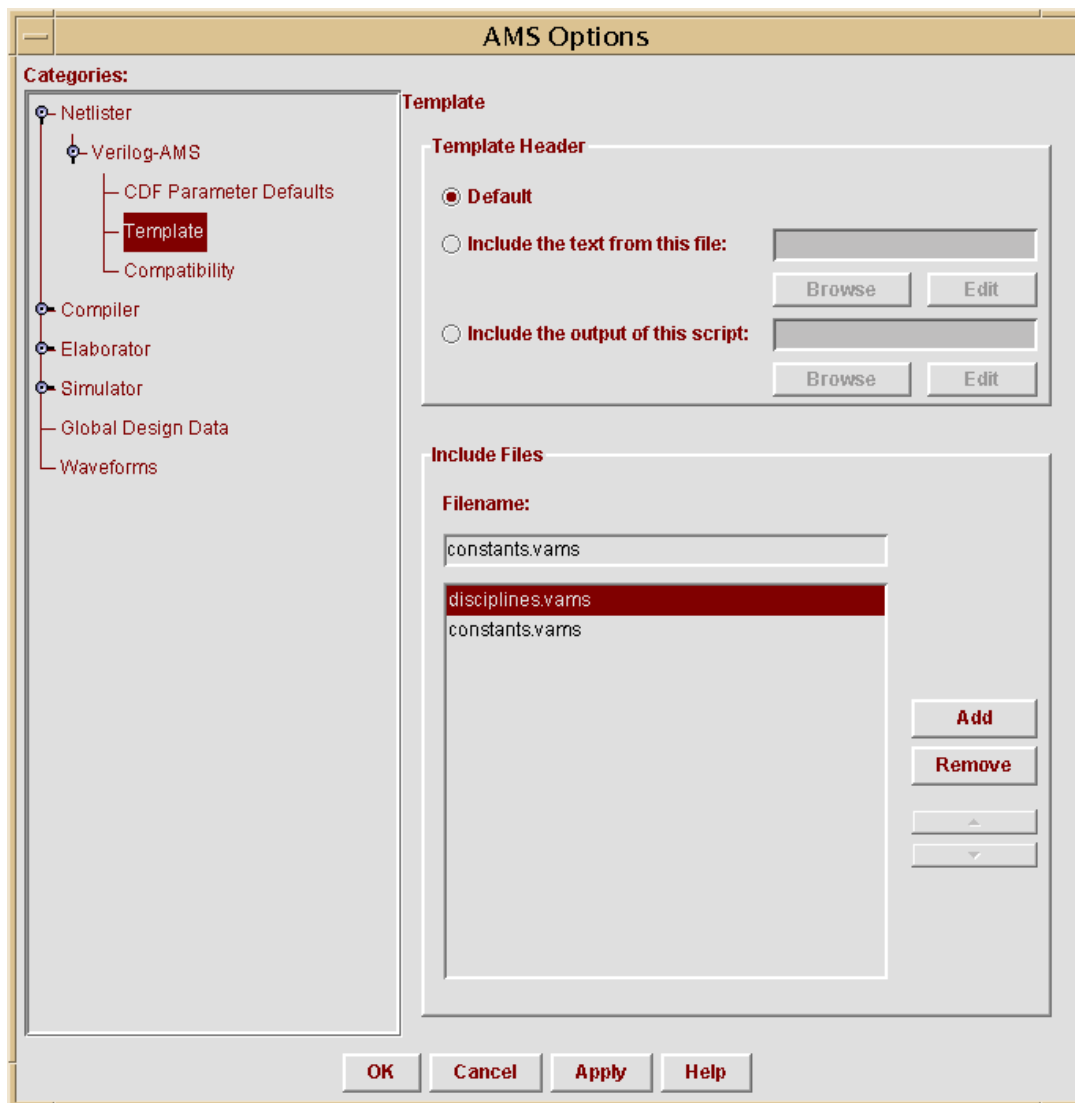 AMS Options
Categories:
Netlister
Verilog-AMS
CDF Parameter Defaults
Template
Compatibility
Compiler
Elaborator
Simulator
Global Design Data
Waveforms
Template
Template Header
Default
Include the text from this file:
Browse
Edit
Include the output of this script:
Browse
Edit
Include Files
Filename:
constants.vams
disciplines.vams
constants.vams
Add
Remove
OK
Cancel
Apply
Help